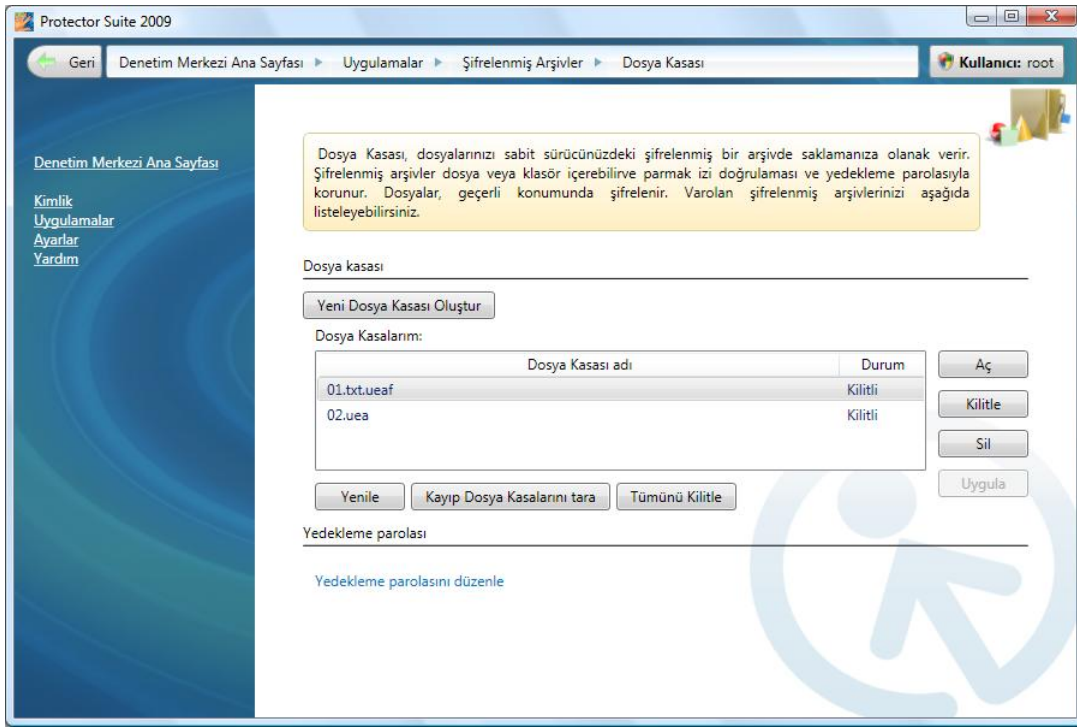 Protector Suite 2009
Geri Denetim Merkezi Ana Sayfası Uygulamalar Şifrelenmiş Arşivler Dosya Kasası Kullanıcı: root
Denetim Merkezi Ana Sayfası
Kimlik
Uygulamalar
Ayarlar
Yardım
Dosya Kasası, dosyalarınızı sabit sürücünüzdeki şifrelenmiş bir arşivde saklamanıza olanak verir.
Şifrelenmiş arşivler dosya veya klasör içerebilirve parmak izi doğrulaması ve yedekleme parolasıyla
korunur. Dosyalar, geçerli konumunda şifrelenir. Varolan şifrelenmiş arşivlerinizi aşağıda
listeleyebilirsiniz.
Dosya kasası
Yeni Dosya Kasası Oluştur
Dosya Kasalarım:
Dosya Kasası adı Durum
01.txt.ueaf Kilitli
02.uea Kilitli
Aç
Kilitle
Sil
Uygula
Yenile Kayıp Dosya Kasalarını tara Tümünü Kilitle
Yedekleme parolası
Yedekleme parolasını düzenle